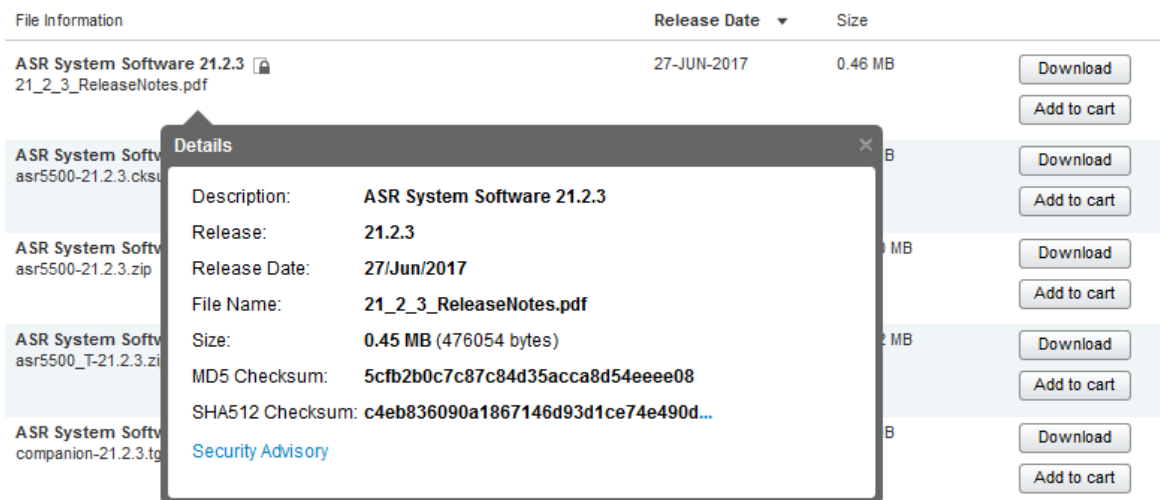 File Information Release Date Size
ASR System Software 21.2.3 27-JUN-2017 0.46 MB Download
21_2_3_ReleaseNotes.pdf
Add to cart
Details
ASR System Softw B Download
asr5500-21.2.3.cksu
Description: ASR System Software 21.2.3
Add to cart
Release: 21.2.3
ASR System Softw MB Download
asr5500-21.2.3.zip
Release Date: 27/Jun/2017
Add to cart
File Name: 21_2_3_ReleaseNotes.pdf
ASR System Softw MB Download
Size: 0.45 MB (476054 bytes)
asr5500_T-21.2.3.zi
MD5 Checksum: 5cfb2b0c7c87c84d35acca8d54eeee08
Add to cart
SHA512 Checksum: c4eb836090a1867146d93d1ce74e490d...
ASR System Softw B Download
companion-21.2.3.tg
Security Advisory
Add to cart